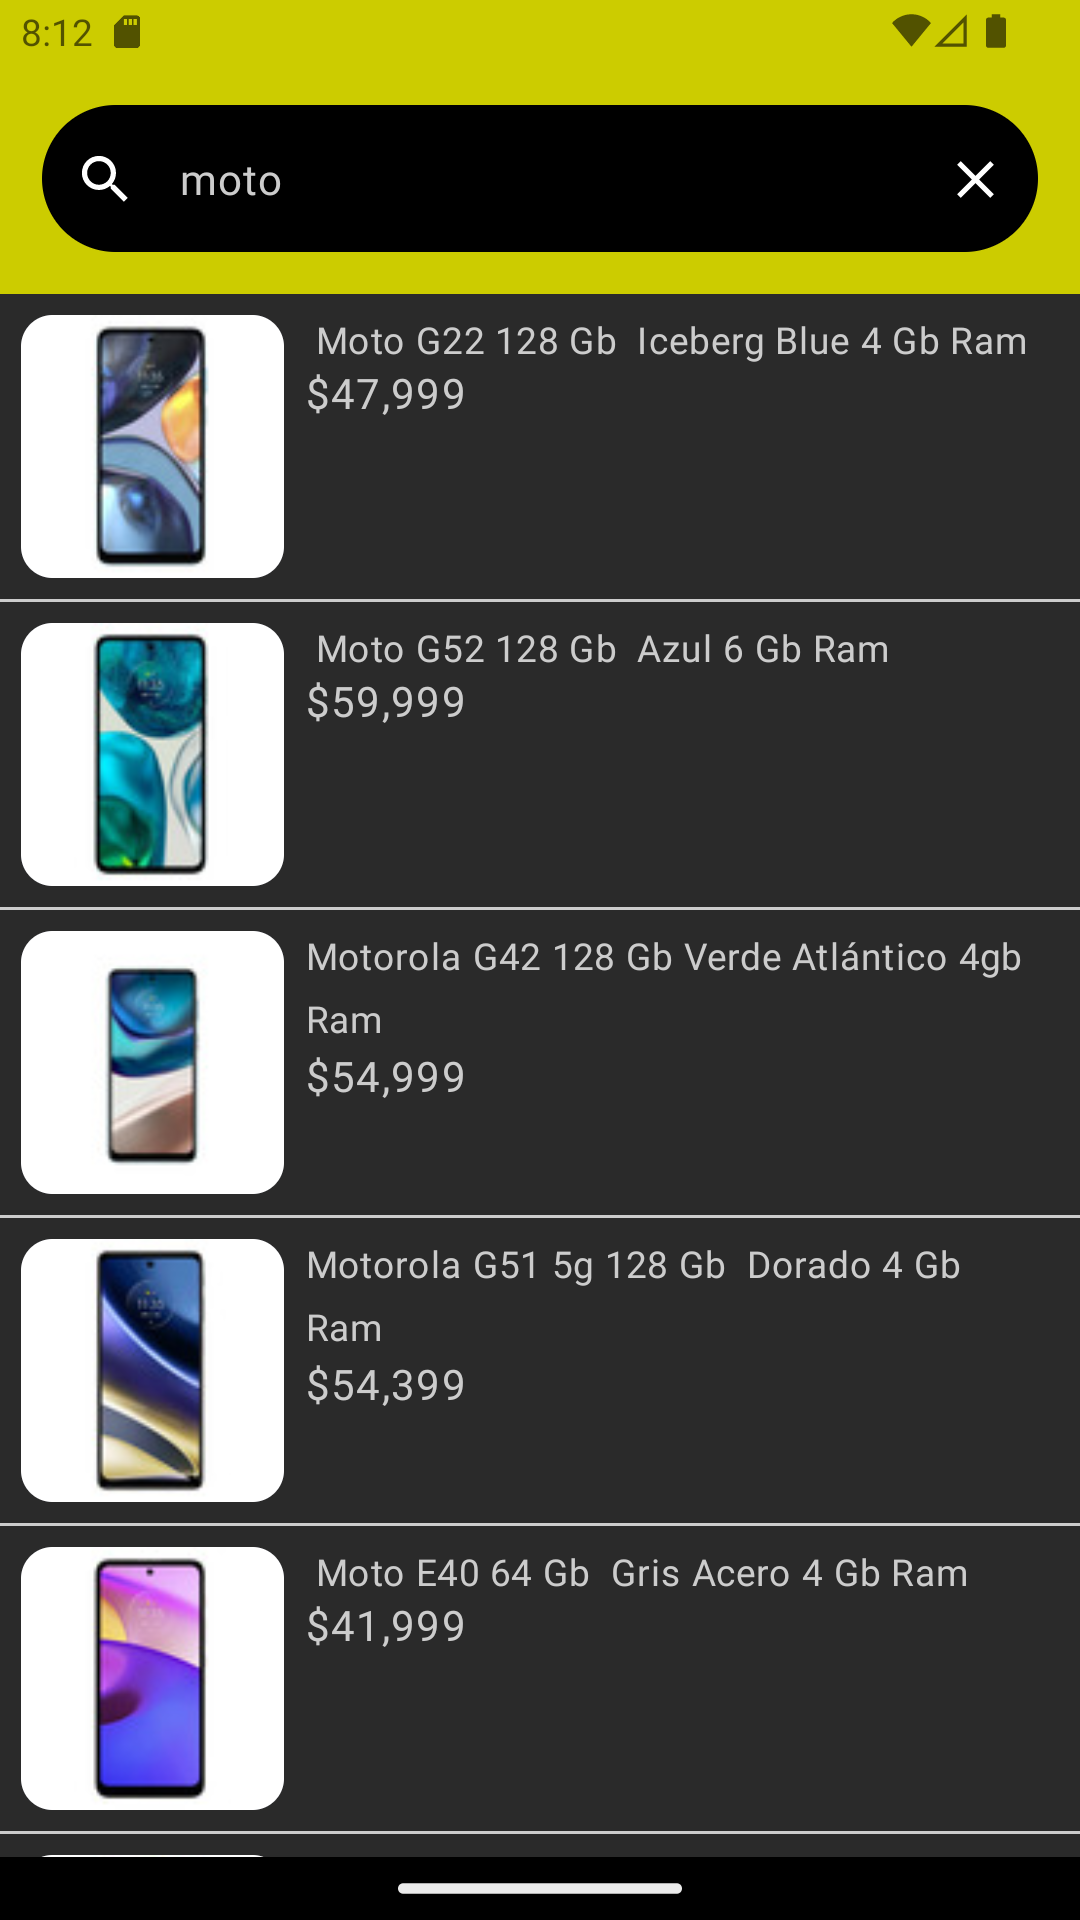 8:12
moto
Moto G22 128 Gb  Iceberg Blue 4 Gb Ram
$47,999
Moto G52 128 Gb  Azul 6 Gb Ram
$59,999
Motorola G42 128 Gb Verde Atlántico 4gb
Ram
$54,999
Motorola G51 5g 128 Gb  Dorado 4 Gb
Ram
$54,399
Moto E40 64 Gb  Gris Acero 4 Gb Ram
$41,999